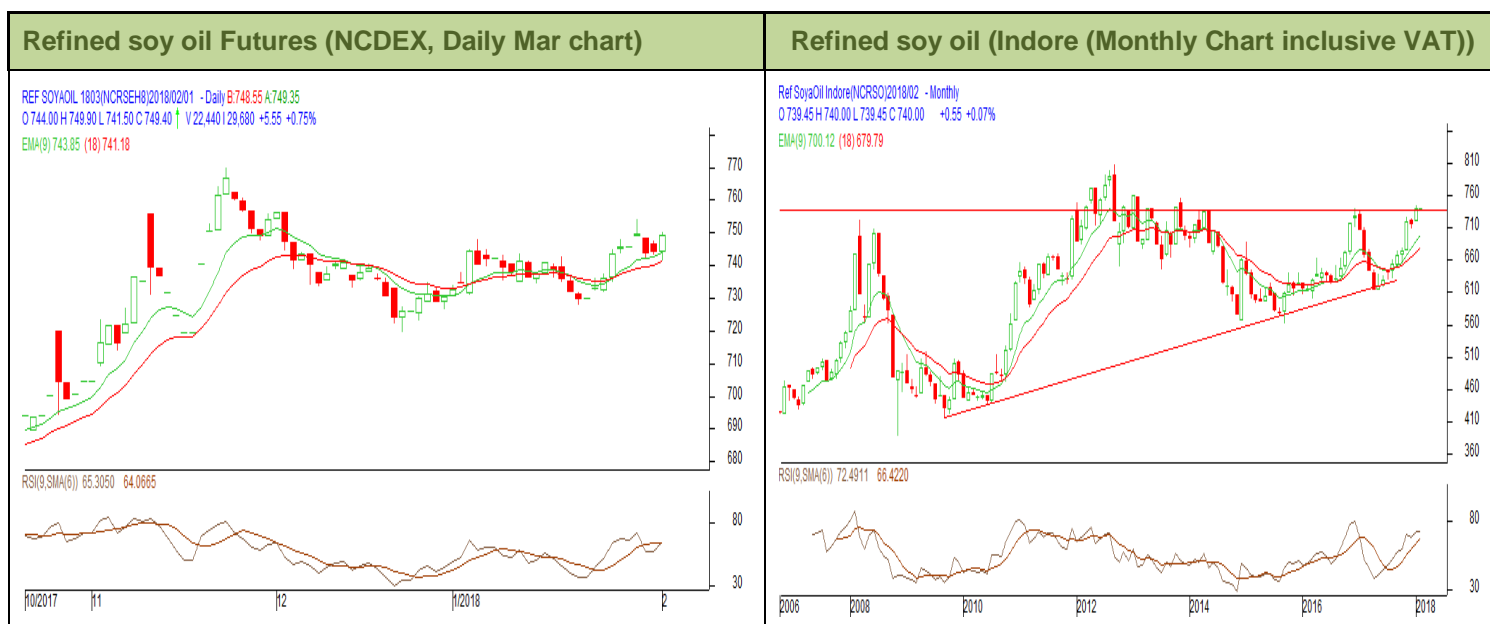 Refined soy oil Futures (NCDEX, Daily Mar chart)
REF SOYAOIL 1803(NCRSEH8)2018/02/01 - Daily B:748.55 A:749.35
O 744.00 H 749.90 L 741.50 C 749.40 V 22,440 I 29,680 +5.55 +0.75%
EMA(9) 743.85 (18) 741.18
770
760
750
740
730
720
710
700
690
680
RSI(9,SMA(6)) 65.3050 64.0665
80
30
10/2017 11 12 1/2018 2
Refined soy oil (Indore (Monthly Chart inclusive VAT))
Ref SoyaOil Indore(NCRSO)2018/02 - Monthly
O 739.45 H 740.00 L 739.45 C 740.00 +0.55 +0.07%
EMA(9) 700.12 (18) 679.79
810
760
710
660
610
560
510
460
410
360
RSI(9,SMA(6)) 72.4911 66.4220
80
30
2006 2008 2010 2012 2014 2016 2018